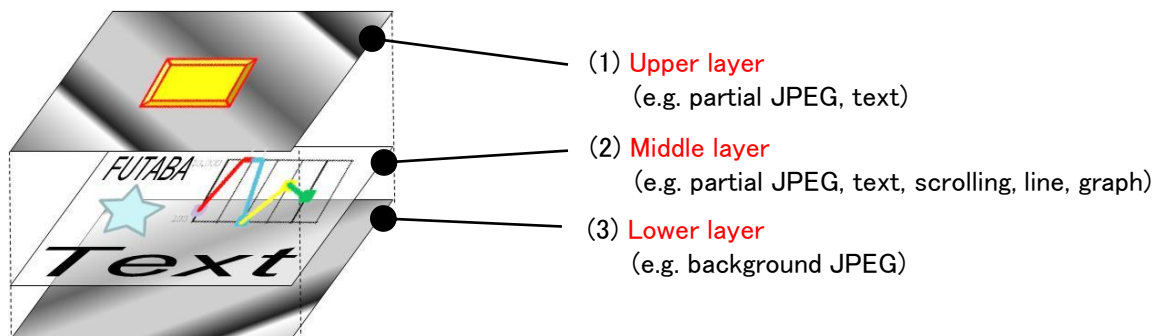 (1) Upper layer
(e.g. partial JPEG, text)
FUTABA
(2) Middle layer
(e.g. partial JPEG, text, scrolling, line, graph)
100
(3) Lower layer
Text
(e.g. background JPEG)